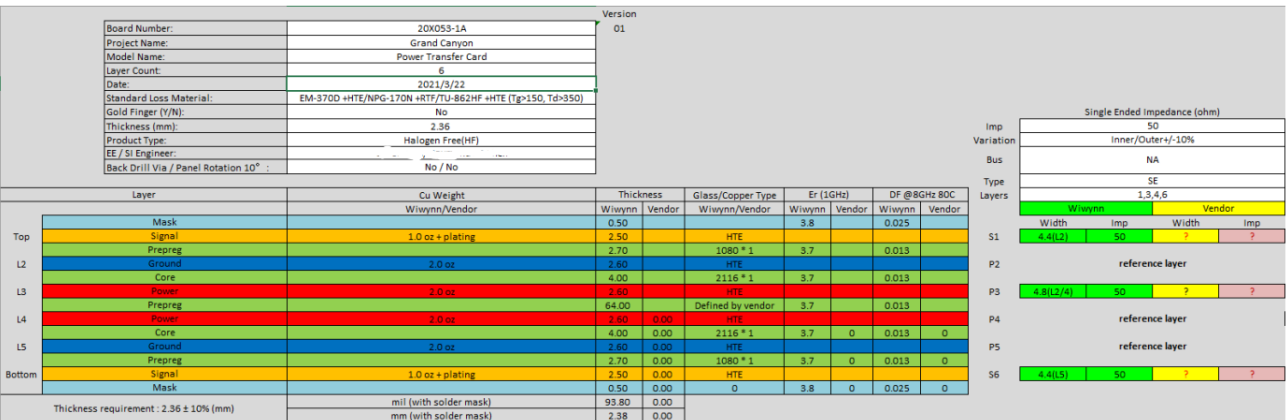 Version
Board Number: 20X053-1A 01
Project Name: Grand Canyon
Model Name: Power Transfer Card
Layer Count: 6
Date: 2021/3/22
Standard Loss Material: EM-370D +HTE/NPG-170N +RTF/TU-862HF +HTE (Tg>150, Td>350)
Gold Finger (Y/N): No
Thickness (mm): 2.36
Product Type: Halogen Free(HF)
EE / SI Engineer:
Back Drill Via / Panel Rotation 10° : No / No
Single Ended Impedance (ohm)
Imp 50
Variation Inner/Outer+/-10%
Bus NA
Type SE
Layers 1,3,4,6
Wiwynn Vendor
Width Imp Width Imp
Layer Cu Weight Thickness Glass/Copper Type Er (1GHz) DF @8GHz 80C
Wiwynn/Vendor Wiwynn Vendor Wiwynn/Vendor Wiwynn Vendor Wiwynn Vendor
Mask 0.50 3.8 0.025
Top Signal 1.0 oz + plating 2.50 HTE S1 4.4(L2) 50 ? ?
Prepreg 2.70 1080 * 1 3.7 0.013
L2 Ground 2.0 oz 2.60 HTE P2 reference layer
Core 4.00 2116 * 1 3.7 0.013
L3 Power 2.0 oz 2.60 HTE P3 4.8(L2/4) 50 ? ?
Prepreg 64.00 Defined by vendor 3.7 0.013
L4 Power 2.0 oz 2.60 0.00 HTE P4 reference layer
Core 4.00 0.00 2116 * 1 3.7 0 0.013 0
L5 Ground 2.0 oz 2.60 0.00 HTE P5 reference layer
Prepreg 2.70 0.00 1080 * 1 3.7 0 0.013 0
Bottom Signal 1.0 oz + plating 2.50 0.00 HTE S6 4.4(L5) 50 ? ?
Mask 0.50 0.00 0 3.8 0 0.025 0
Thickness requirement : 2.36 ± 10% (mm)
mil (with solder mask) 93.80 0.00
mm (with solder mask) 2.38 0.00